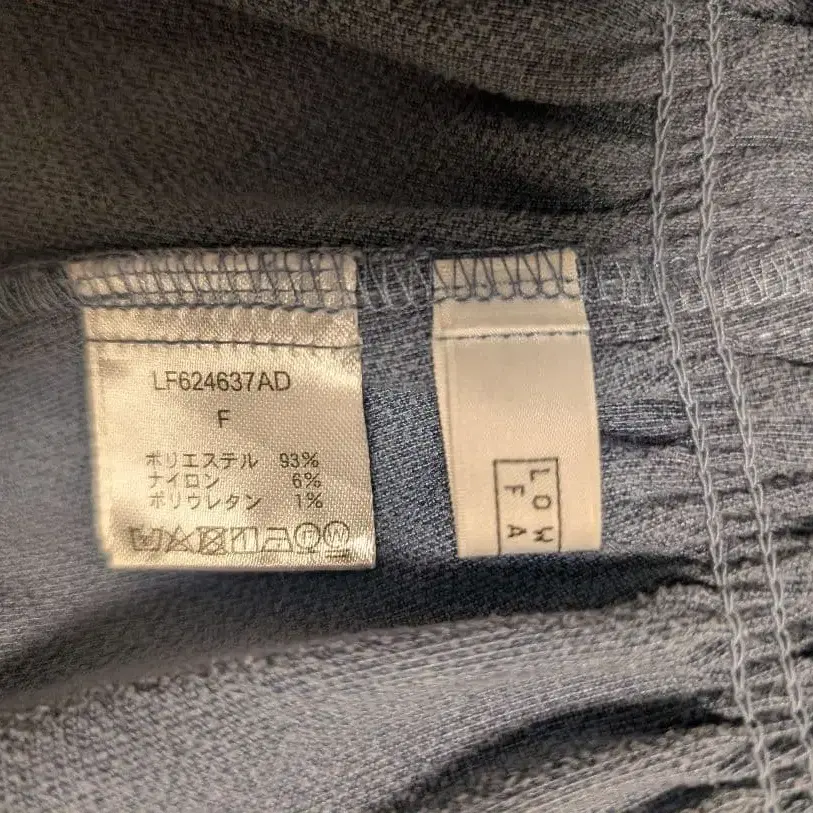 LF624637AD
F
ポリエステル 93%
ナイロン 6%
ポリウレタン 1%
LOW
FA